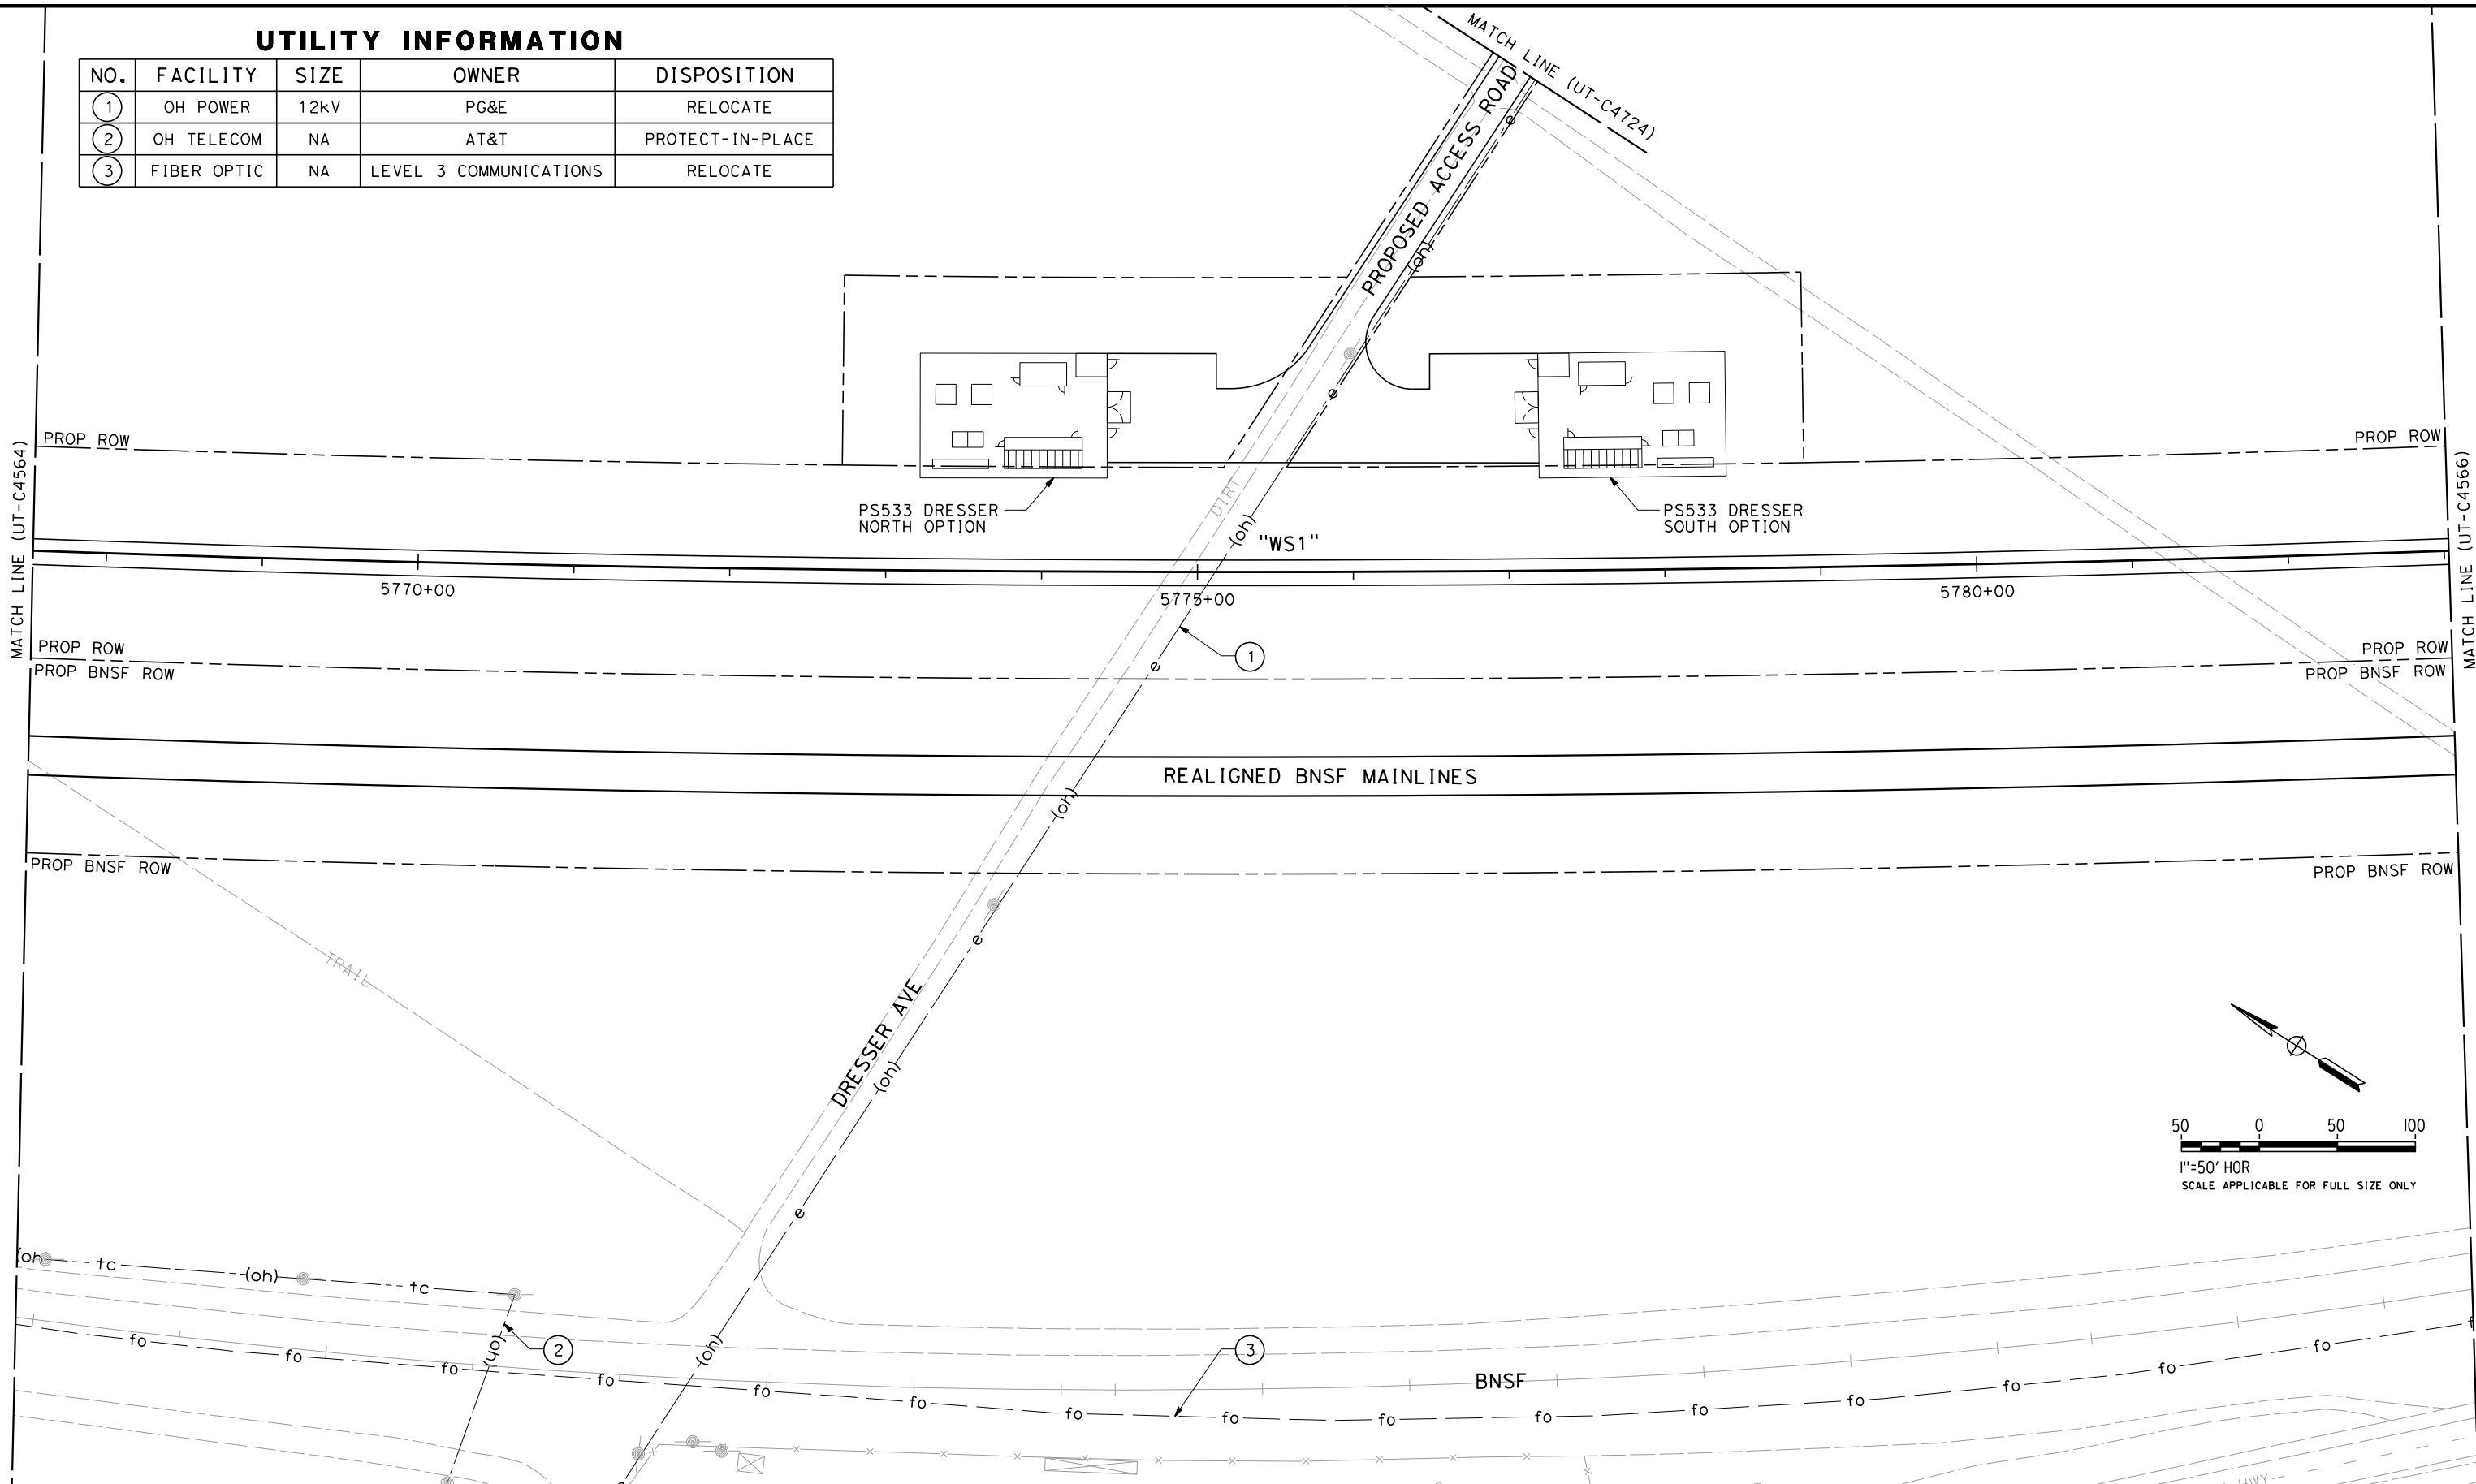 UTILITY INFORMATION
NO. FACILITY SIZE OWNER DISPOSITION
1 OH POWER 12kV PG&E RELOCATE
2 OH TELECOM NA AT&T PROTECT-IN-PLACE
3 FIBER OPTIC NA LEVEL 3 COMMUNICATIONS RELOCATE
MATCH LINE (UT-C4724)
PROPOSED ACCESS ROAD
e
(oh)
e
MATCH LINE (UT-C4564)
MATCH LINE (UT-C4566)
PROP ROW
PROP ROW
PS533 DRESSER
NORTH OPTION
DIRT
(oh)
PS533 DRESSER
SOUTH OPTION
"WS1"
5770+00
5775+00
5780+00
1
e
PROP ROW
PROP BNSF ROW
PROP ROW
PROP BNSF ROW
REALIGNED BNSF MAINLINES
(oh)
PROP BNSF ROW
PROP BNSF ROW
TRAIL
e
DRESSER AVE
(oh)
e
50 0 50 100
1"=50' HOR
SCALE APPLICABLE FOR FULL SIZE ONLY
(oh) tc (oh) tc
(oh)
2
(oh)
3
BNSF
fo fo fo fo fo fo fo fo fo fo fo fo fo fo fo
HWY